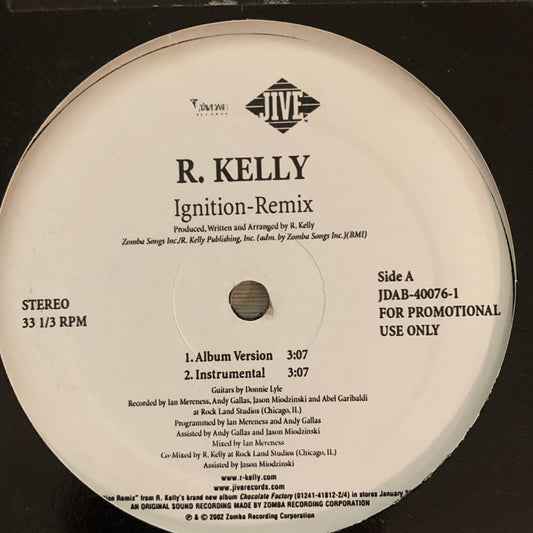 JIVE
R. KELLY
Ignition-Remix
Produced, Written and Arranged by R. Kelly
Zomba Songs Inc./R. Kelly Publishing, Inc. (adm. by Zomba Songs Inc.)(BMI)
STEREO
33 1/3 RPM
Side A
JDAB-40076-1
FOR PROMOTIONAL
USE ONLY
1. Album Version 3:07
2. Instrumental 3:07
Guitars by Donnie Lyle
Recorded by Ian Mereness, Andy Gallas, Jason Miodzinski and Abel Garibaldi
at Rock Land Studios (Chicago, IL)
Programmed by Ian Mereness and Andy Gallas
Assisted by Andy Gallas and Jason Miodzinski
Mixed by Ian Mereness
Co-Mixed by R. Kelly at Rock Land Studios (Chicago, IL)
Assisted by Jason Miodzinski
www.r-kelly.com
www.jiverecords.com
Remix" from R. Kelly's brand new album Chocolate Factory (01241-41812-2/4) in stores January
AN ORIGINAL SOUND RECORDING MADE BY ZOMBA RECORDING CORPORATION
℗ & © 2002 Zomba Recording Corporation